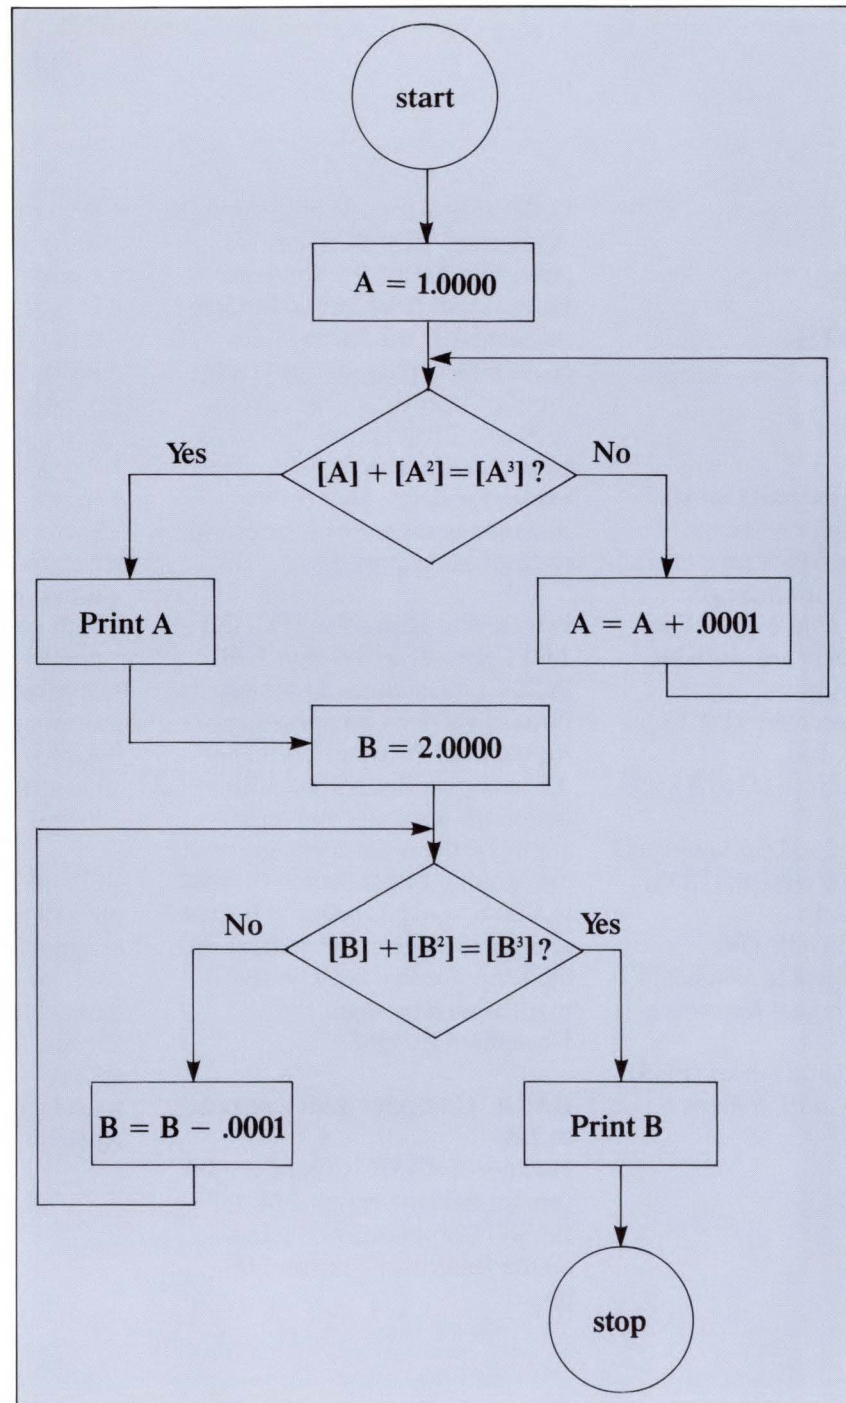 start
A = 1.0000
Yes
[A] + [A²] = [A³] ?
No
Print A
A = A + .0001
B = 2.0000
No
[B] + [B²] = [B³] ?
Yes
B = B − .0001
Print B
stop